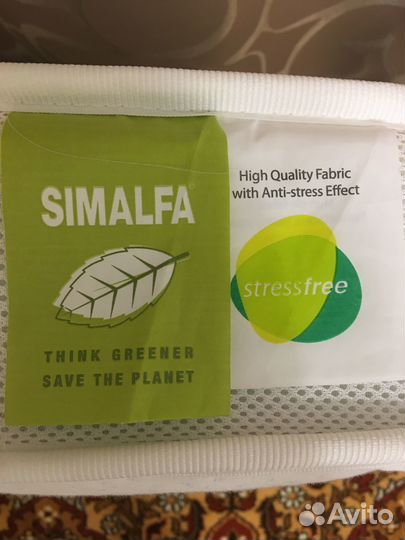 SIMALFA®
THINK GREENER
SAVE THE PLANET
High Quality Fabric
with Anti-stress Effect
stressfree
Avito